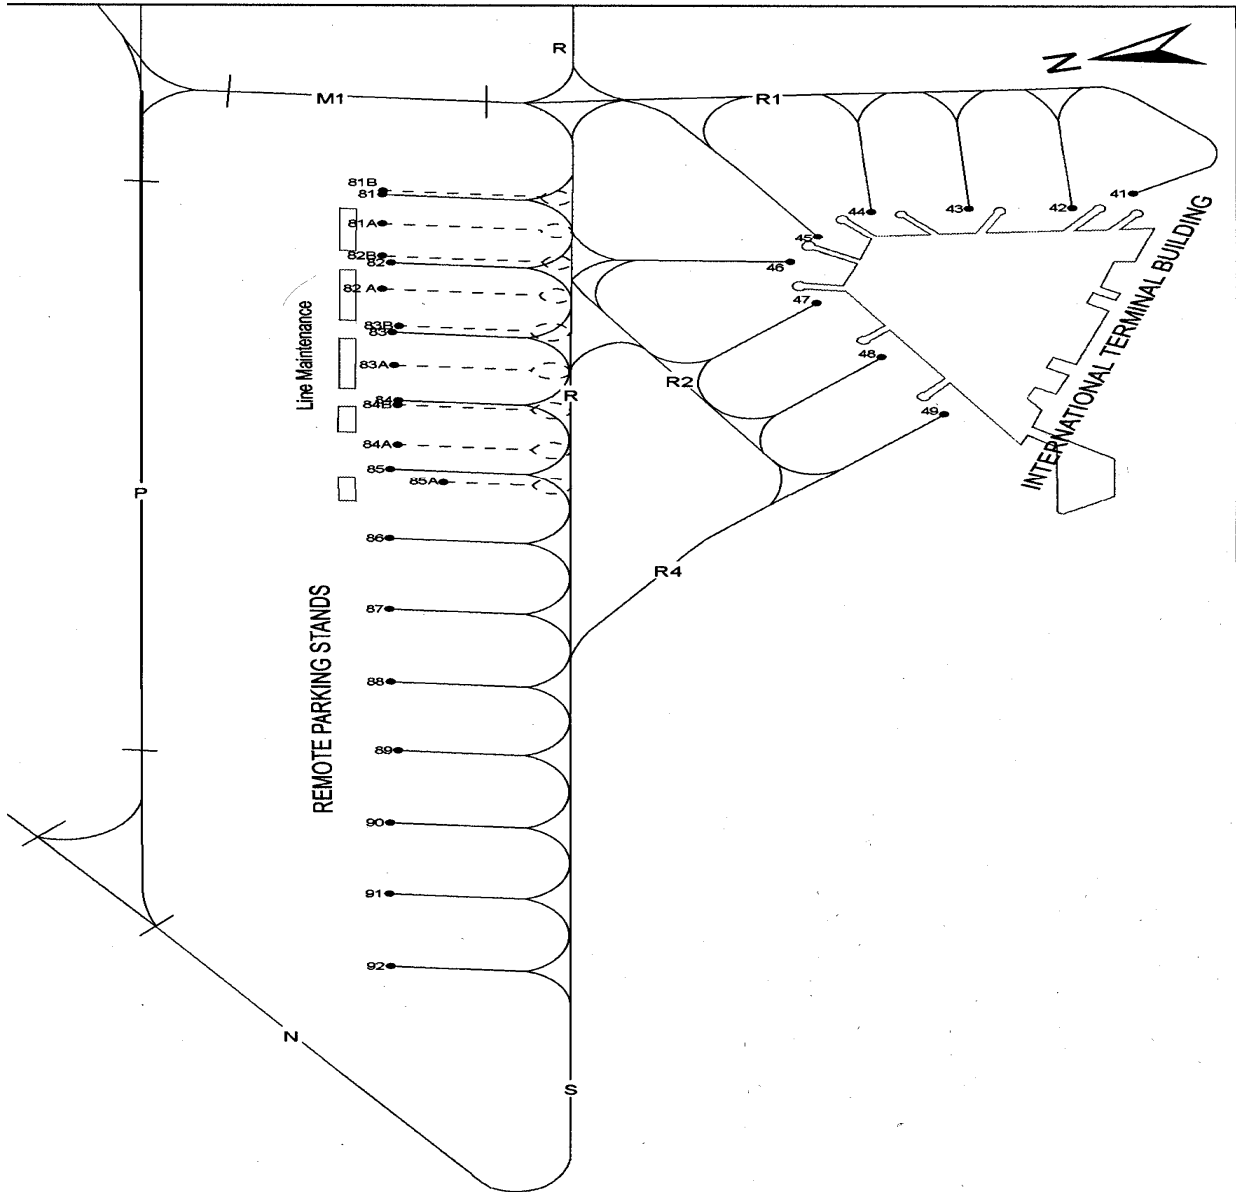 R
N
M1
R1
81B
81
81A
41
44
43
42
45
82B
82
46
82 A
47
83B
83
48
83A
R2
R
84
84B
49
84A
85
85A
P
86
Line Maintenance
INTERNATIONAL TERMINAL BUILDING
R4
87
REMOTE PARKING STANDS
88
89
90
91
92
N
S